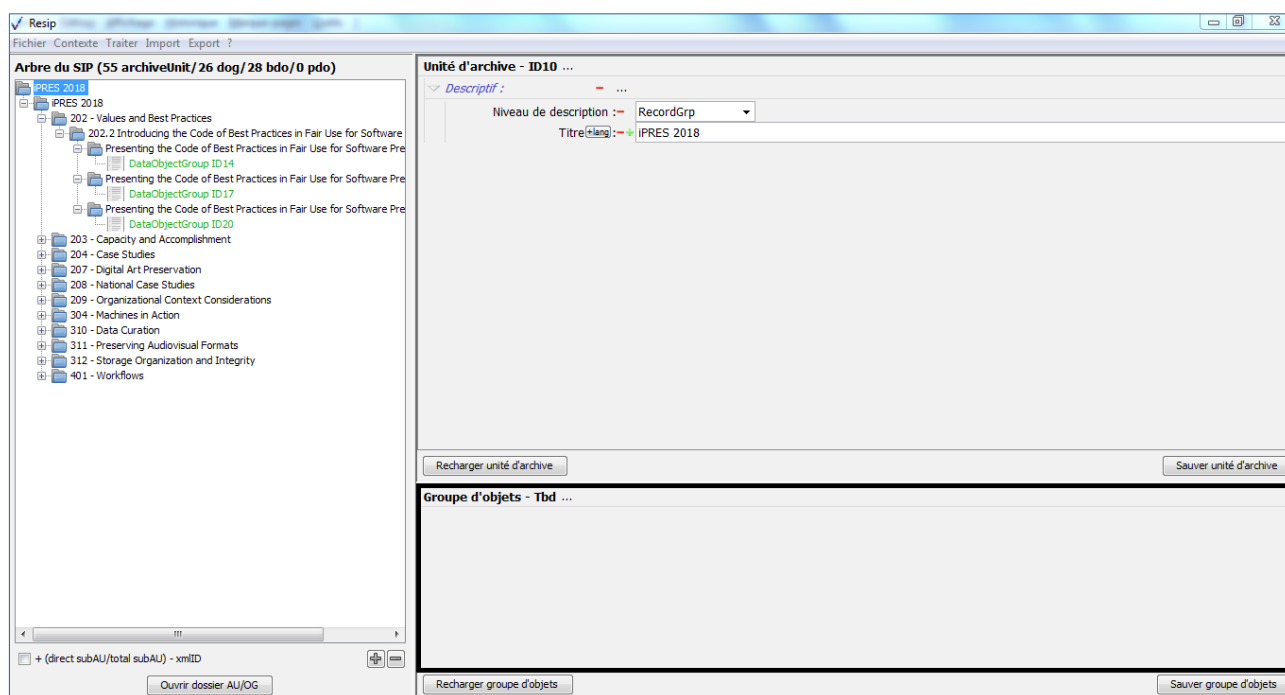 Resip
Fichier Contexte Traiter Import Export ?
Arbre du SIP (55 archiveUnit/26 dog/28 bdo/0 pdo)
iPRES 2018
iPRES 2018
202 - Values and Best Practices
202.2 Introducing the Code of Best Practices in Fair Use for Software
Presenting the Code of Best Practices in Fair Use for Software Pre
DataObjectGroup ID14
Presenting the Code of Best Practices in Fair Use for Software Pre
DataObjectGroup ID17
Presenting the Code of Best Practices in Fair Use for Software Pre
DataObjectGroup ID20
203 - Capacity and Accomplishment
204 - Case Studies
207 - Digital Art Preservation
208 - National Case Studies
209 - Organizational Context Considerations
304 - Machines in Action
310 - Data Curation
311 - Preserving Audiovisual Formats
312 - Storage Organization and Integrity
401 - Workflows
+ (direct subAU/total subAU) - xmlID
Ouvrir dossier AU/OG
Unité d'archive - ID10 ...
Descriptif : − ...
Niveau de description :− RecordGrp
Titre +lang :−+ iPRES 2018
Recharger unité d'archive
Sauver unité d'archive
Groupe d'objets - Tbd ...
Recharger groupe d'objets
Sauver groupe d'objets